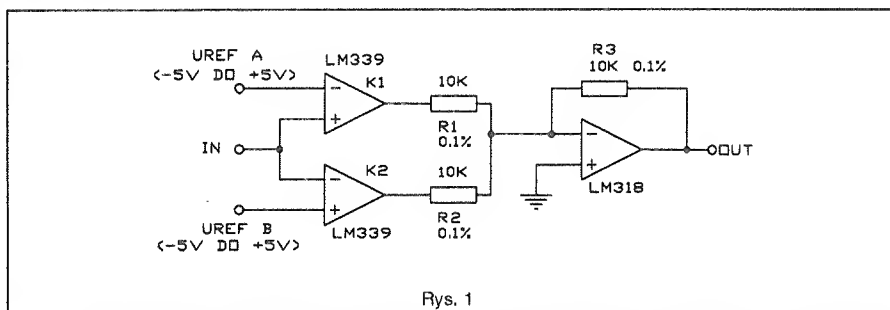 UREF A
(-5V DO +5V)
LM339
K1
-
+
10K
R1
0.1%
IN
-
+
K2
10K
R2
0.1%
LM339
UREF B
(-5V DO +5V)
R3
10K 0.1%
-
+
LM318
OUT
Rys. 1